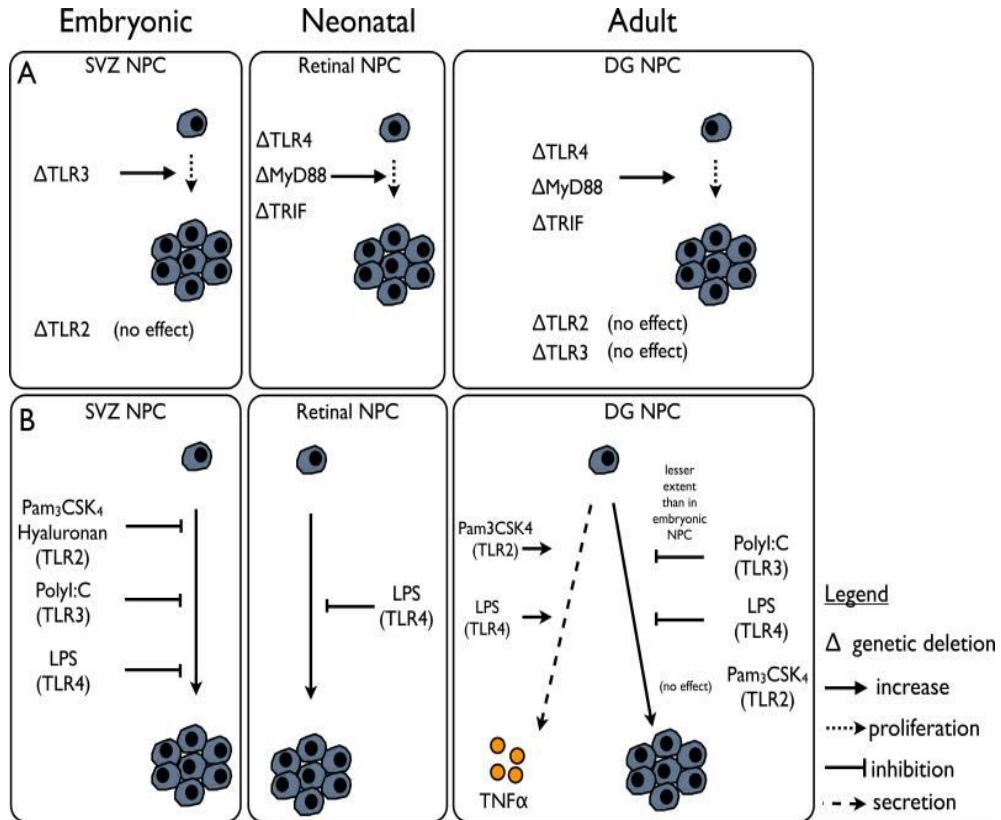 Embryonic
Neonatal
Adult
A
SVZ NPC
ΔTLR3
ΔTLR2 (no effect)
Retinal NPC
ΔTLR4
ΔMyD88
ΔTRIF
DG NPC
ΔTLR4
ΔMyD88
ΔTRIF
ΔTLR2 (no effect)
ΔTLR3 (no effect)
B
SVZ NPC
Pam₃CSK₄
Hyaluronan
(TLR2)
PolyI:C
(TLR3)
LPS
(TLR4)
Retinal NPC
LPS
(TLR4)
DG NPC
Pam3CSK4
(TLR2)
LPS
(TLR4)
TNFα
lesser
extent
than in
embryonic
NPC
PolyI:C
(TLR3)
LPS
(TLR4)
(no effect)
Pam₃CSK₄
(TLR2)
Legend
Δ genetic deletion
increase
proliferation
inhibition
secretion